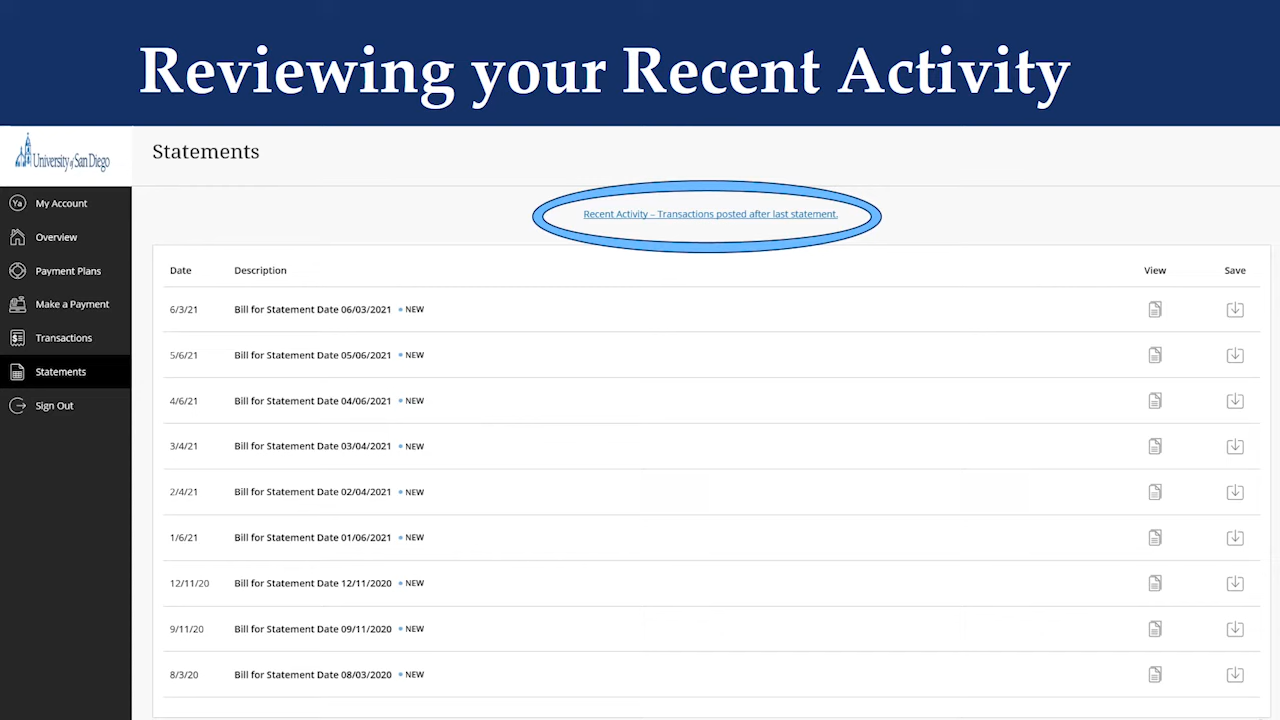 Reviewing your Recent Activity
University of San Diego
Statements
Ya My Account
Overview
Payment Plans
Make a Payment
Transactions
Statements
Sign Out
Recent Activity – Transactions posted after last statement.
Date Description View Save
6/3/21 Bill for Statement Date 06/03/2021 • NEW
5/6/21 Bill for Statement Date 05/06/2021 • NEW
4/6/21 Bill for Statement Date 04/06/2021 • NEW
3/4/21 Bill for Statement Date 03/04/2021 • NEW
2/4/21 Bill for Statement Date 02/04/2021 • NEW
1/6/21 Bill for Statement Date 01/06/2021 • NEW
12/11/20 Bill for Statement Date 12/11/2020 • NEW
9/11/20 Bill for Statement Date 09/11/2020 • NEW
8/3/20 Bill for Statement Date 08/03/2020 • NEW